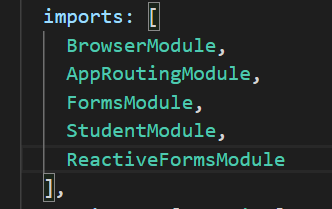 imports: [
BrowserModule,
AppRoutingModule,
FormsModule,
StudentModule,
ReactiveFormsModule
],